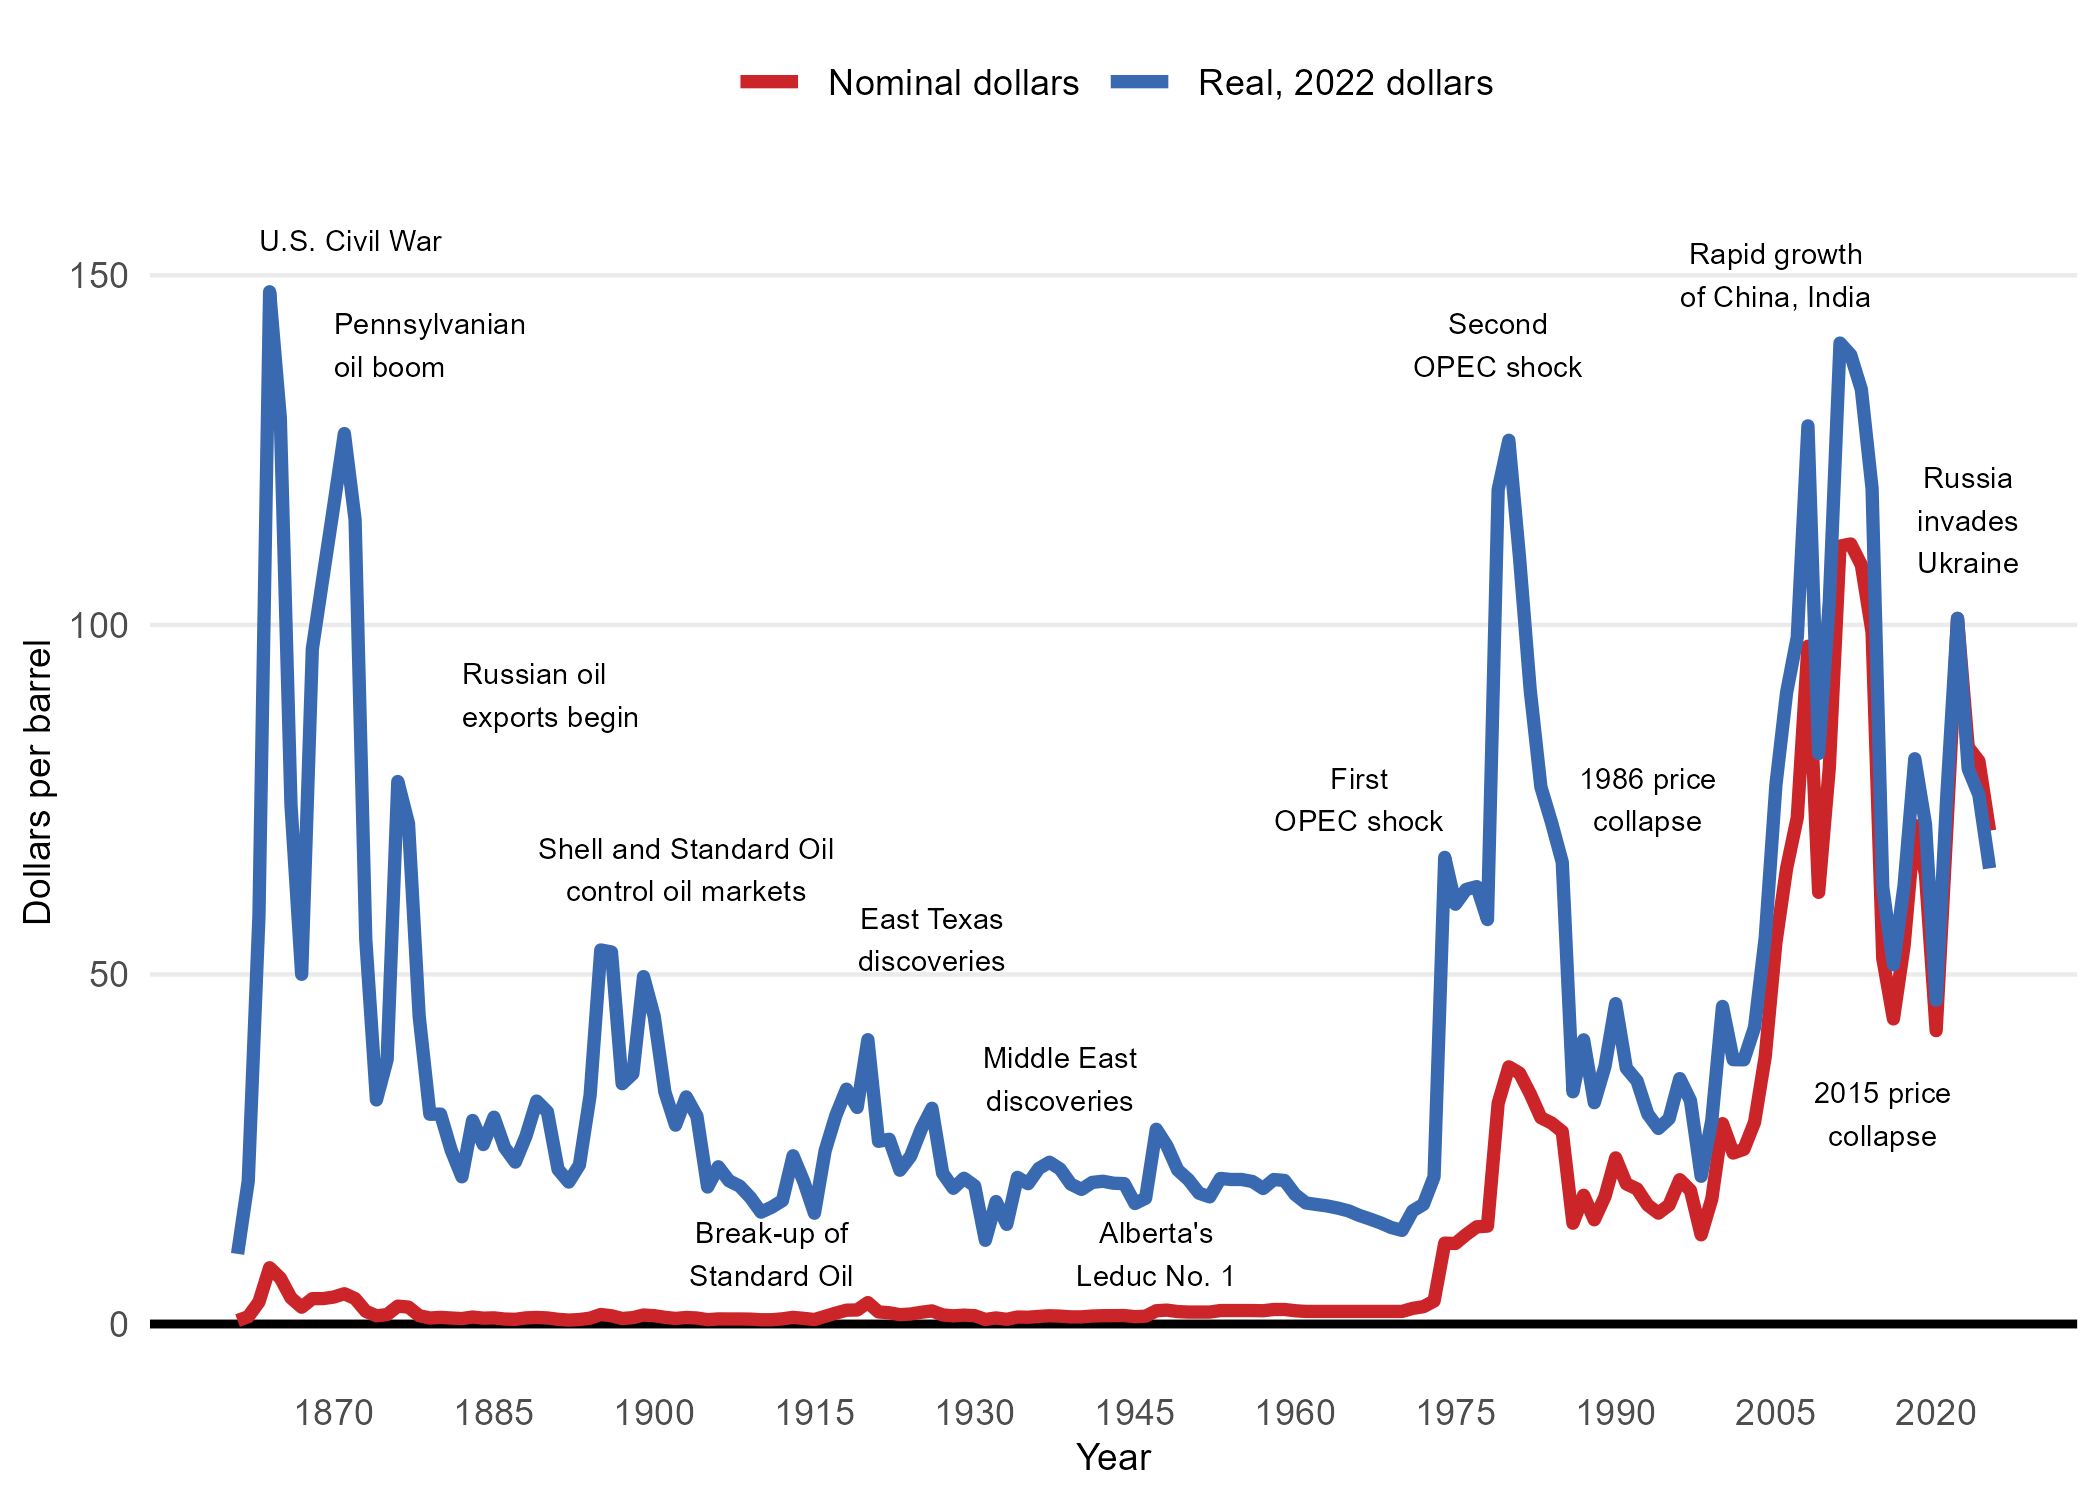 Nominal dollars
Real, 2022 dollars
U.S. Civil War
Rapid growth
of China, India
150
Pennsylvanian
oil boom
Second
OPEC shock
Russia
invades
Ukraine
100
Russian oil
exports begin
First
OPEC shock
1986 price
collapse
Shell and Standard Oil
control oil markets
East Texas
discoveries
50
Middle East
discoveries
2015 price
collapse
Break-up of
Standard Oil
Alberta's
Leduc No. 1
0
Dollars per barrel
1870
1885
1900
1915
1930
1945
1960
1975
1990
2005
2020
Year